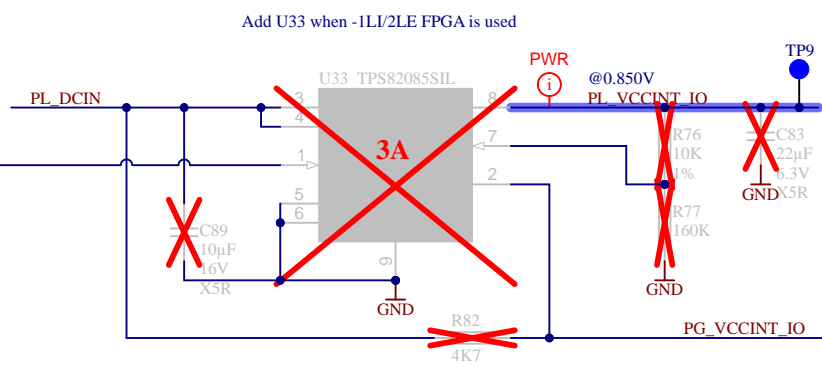 Add U33 when -1LI/2LE FPGA is used
TP9
PWR
i
U33 TPS82085SIL
@0.850V
PL_DCIN
3
8
PL_VCCINT_IO
4
3A
7
R76
10K
1%
C83
22µF
6.3V
X5R
1
2
GND
5
6
R77
160K
C89
10µF
16V
X5R
9
GND
GND
R82
4K7
PG_VCCINT_IO